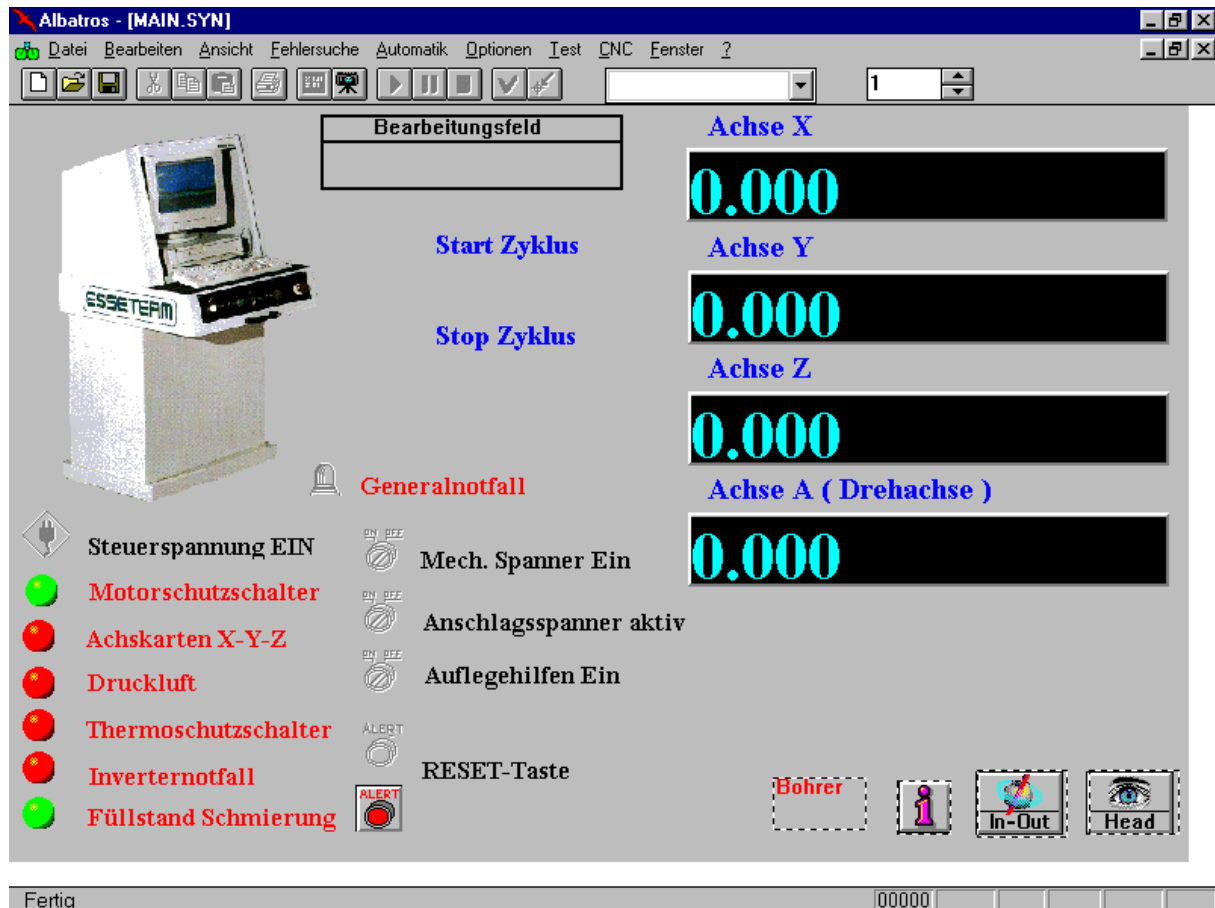 Albatros - [MAIN.SYN]
Datei Bearbeiten Ansicht Fehlersuche Automatik Optionen Test CNC Fenster ?
1
Bearbeitungsfeld
Achse X
0.000
Start Zyklus
Achse Y
0.000
ESSETEAM
Stop Zyklus
Achse Z
0.000
Generalnotfall
Achse A ( Drehachse )
0.000
Steuerspannung EIN
ON OFF
Mech. Spanner Ein
Motorschutzschalter
ON OFF
Anschlagsspanner aktiv
Achskarten X-Y-Z
ON OFF
Auflegehilfen Ein
Druckluft
Thermoschutzschalter
ALERT
RESET-Taste
Inverternotfall
Füllstand Schmierung
ALERT
Bohrer
In-Out
Head
Fertig
00000